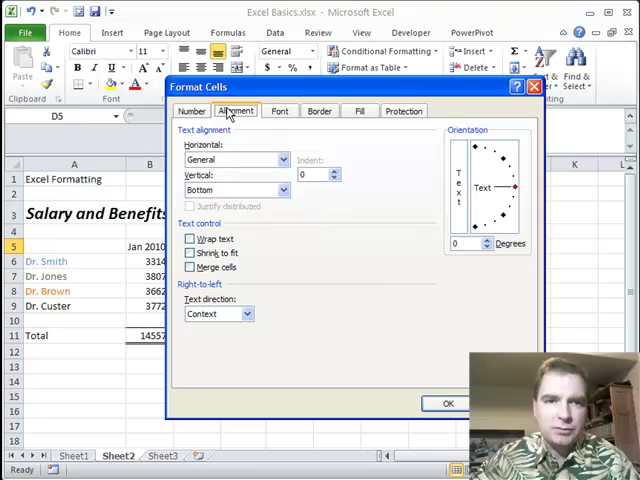 Excel Basics.xlsx - Microsoft Excel
File Home Insert Page Layout Formulas Data Review View Developer PowerPivot
Calibri 11 General Conditional Formatting Insert
Paste Format as Table Delete Find & Select
Clipboard
D5
Format Cells
Number Alignment Font Border Fill Protection
Text alignment
Horizontal:
General
Indent:
0
Vertical:
Bottom
Justify distributed
Text control
Wrap text
Shrink to fit
Merge cells
Right-to-left
Text direction:
Context
Orientation
Text
Text
0 Degrees
OK
A B K L
1 Excel Formatting
2
3 Salary and Benefits
4
5 Jan 2010
6 Dr. Smith 3314
7 Dr. Jones 3807
8 Dr. Brown 3662
9 Dr. Custer 3772
10
11 Total 14557
12
13
14
15
16
17
18
Sheet1 Sheet2 Sheet3
Ready